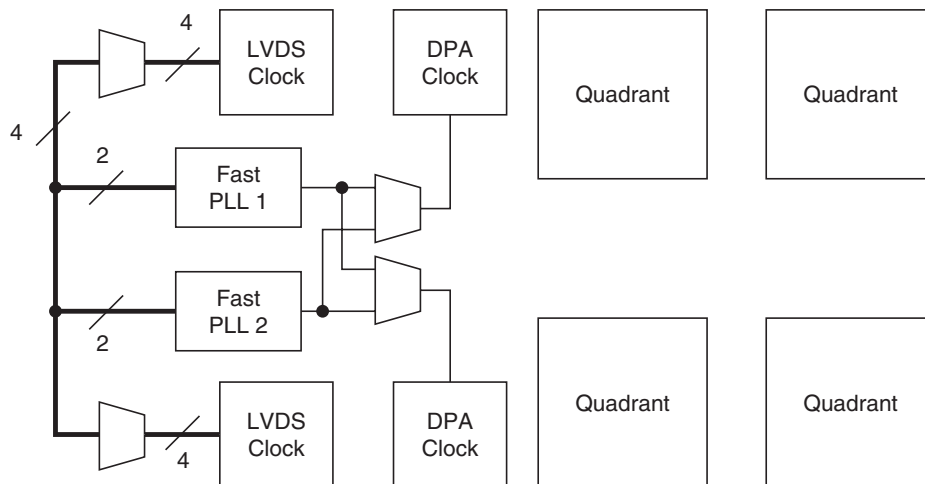 4
4
LVDS
Clock
DPA
Clock
Quadrant
Quadrant
4
2
Fast
PLL 1
Fast
PLL 2
2
4
LVDS
Clock
DPA
Clock
Quadrant
Quadrant